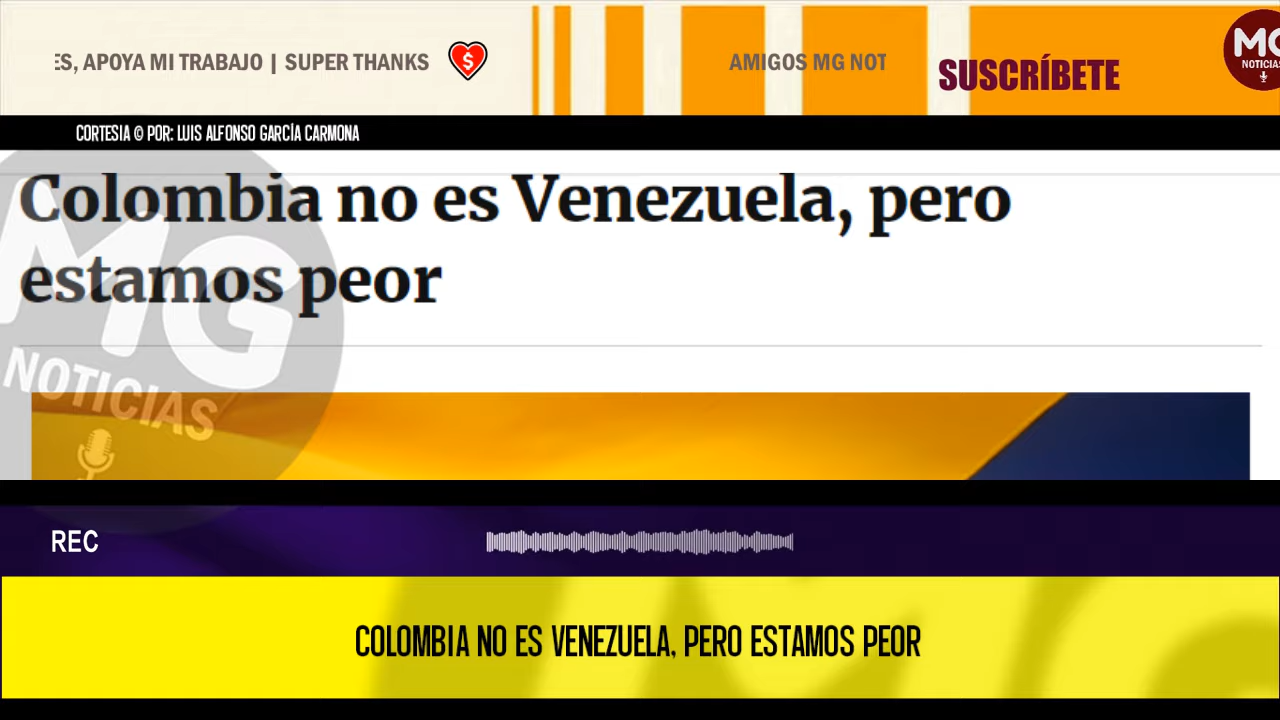 ES, APOYA MI TRABAJO | SUPER THANKS
AMIGOS MG NOT
SUSCRÍBETE
MG
NOTICIAS
CORTESIA © POR: LUIS ALFONSO GARCÍA CARMONA
Colombia no es Venezuela, pero
estamos peor
MG
NOTICIAS
REC
COLOMBIA NO ES VENEZUELA, PERO ESTAMOS PEOR